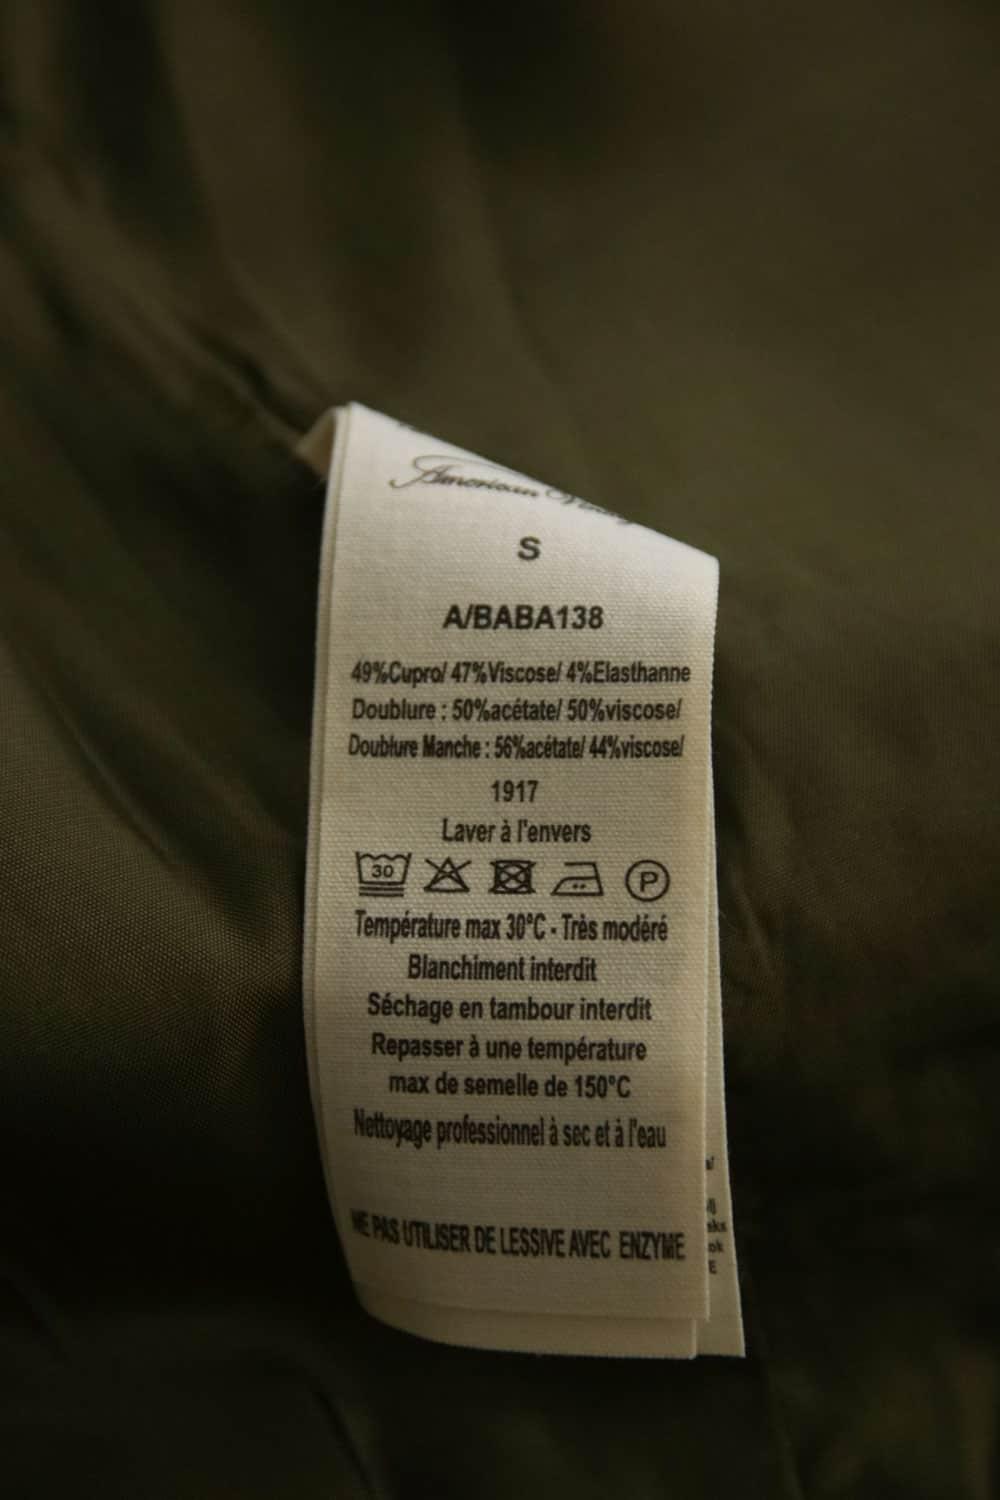 American Vintage
S
A/BABA138
49%Cupro/ 47%Viscose/ 4%Elasthanne
Doublure : 50%acétate/ 50%viscose/
Doublure Manche : 56%acétate/ 44%viscose/
1917
Laver à l'envers
30 P
Température max 30°C - Très modéré
Blanchiment interdit
Séchage en tambour interdit
Repasser à une température
max de semelle de 150°C
Nettoyage professionnel à sec et à l'eau
NE PAS UTILISER DE LESSIVE AVEC ENZYME